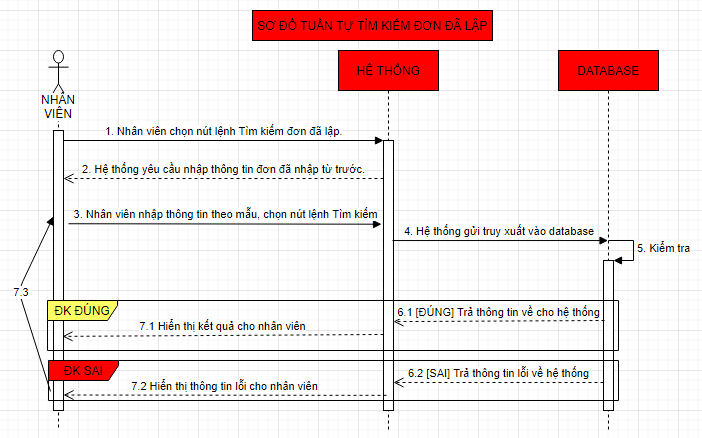 SƠ ĐỒ TUẦN TỰ TÌM KIẾM ĐƠN ĐÃ LẬP
NHÂN
VIÊN
HỆ THỐNG
DATABASE
1. Nhân viên chọn nút lệnh Tìm kiếm đơn đã lập.
2. Hệ thống yêu cầu nhập thông tin đơn đã nhập từ trước.
3. Nhân viên nhập thông tin theo mẫu, chọn nút lệnh Tìm kiếm
4. Hệ thống gửi truy xuất vào database
5. Kiểm tra
7.3
ĐK ĐÚNG
6.1 [ĐÚNG] Trả thông tin về cho hệ thống
7.1 Hiển thị kết quả cho nhân viên
ĐK SAI
6.2 [SAI] Trả thông tin lỗi về hệ thống
7.2 Hiển thị thông tin lỗi cho nhân viên